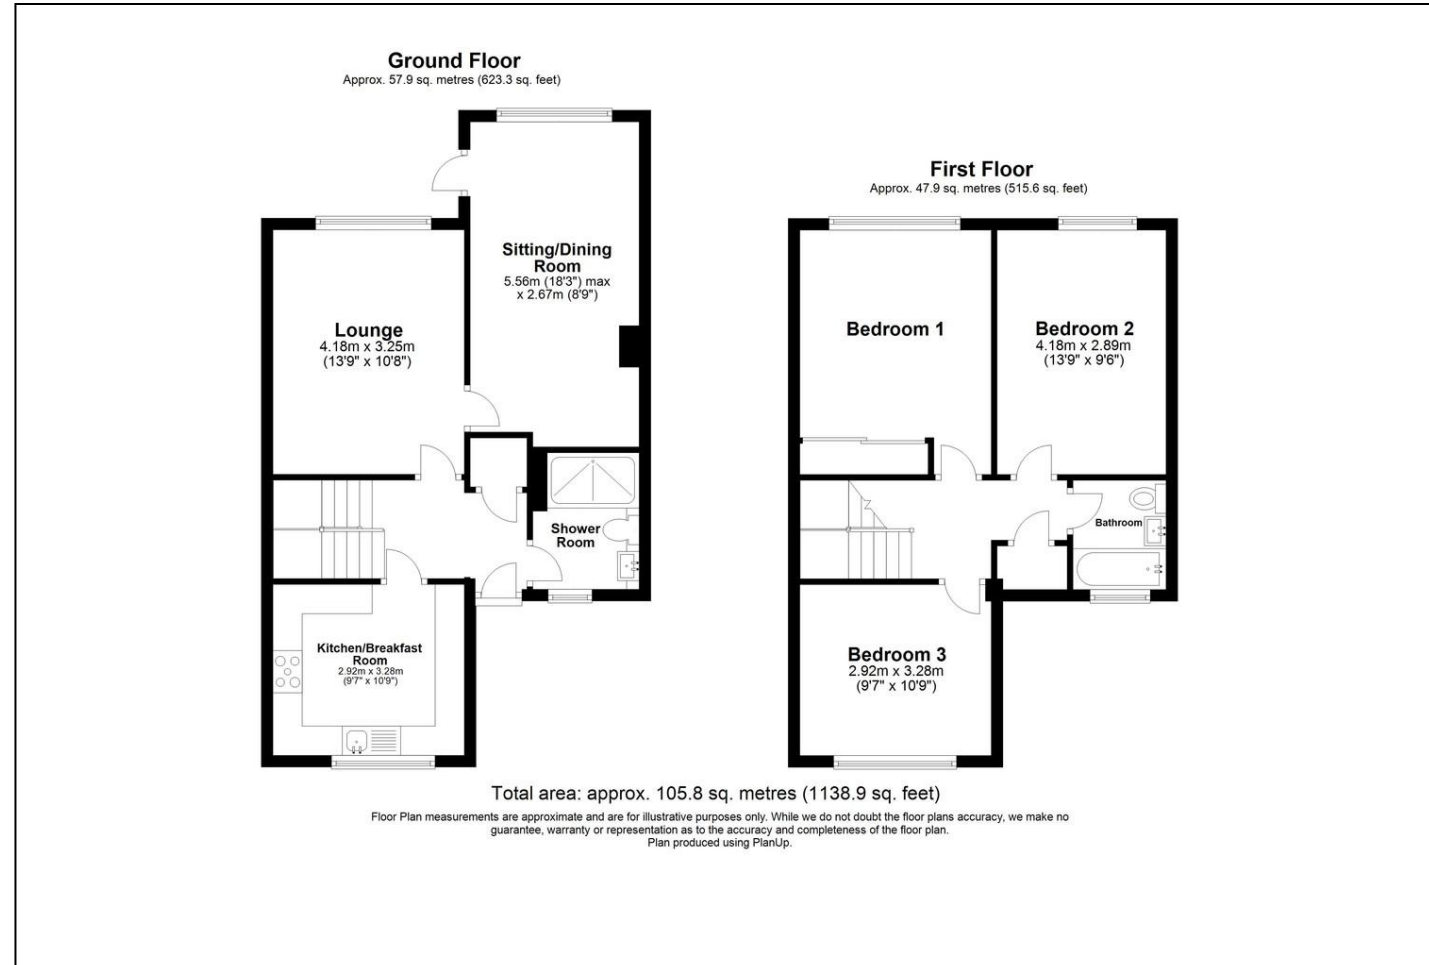 Ground Floor
Approx. 57.9 sq. metres (623.3 sq. feet)
Sitting/Dining
Room
5.56m (18'3") max
x 2.67m (8'9")
Lounge
4.18m x 3.25m
(13'9" x 10'8")
Shower
Room
Kitchen/Breakfast
Room
2.92m x 3.28m
(9'7" x 10'9")
First Floor
Approx. 47.9 sq. metres (515.6 sq. feet)
Bedroom 1
Bedroom 2
4.18m x 2.89m
(13'9" x 9'6")
Bathroom
Bedroom 3
2.92m x 3.28m
(9'7" x 10'9")
Total area: approx. 105.8 sq. metres (1138.9 sq. feet)
Floor Plan measurements are approximate and are for illustrative purposes only. While we do not doubt the floor plans accuracy, we make no
guarantee, warranty or representation as to the accuracy and completeness of the floor plan.
Plan produced using PlanUp.